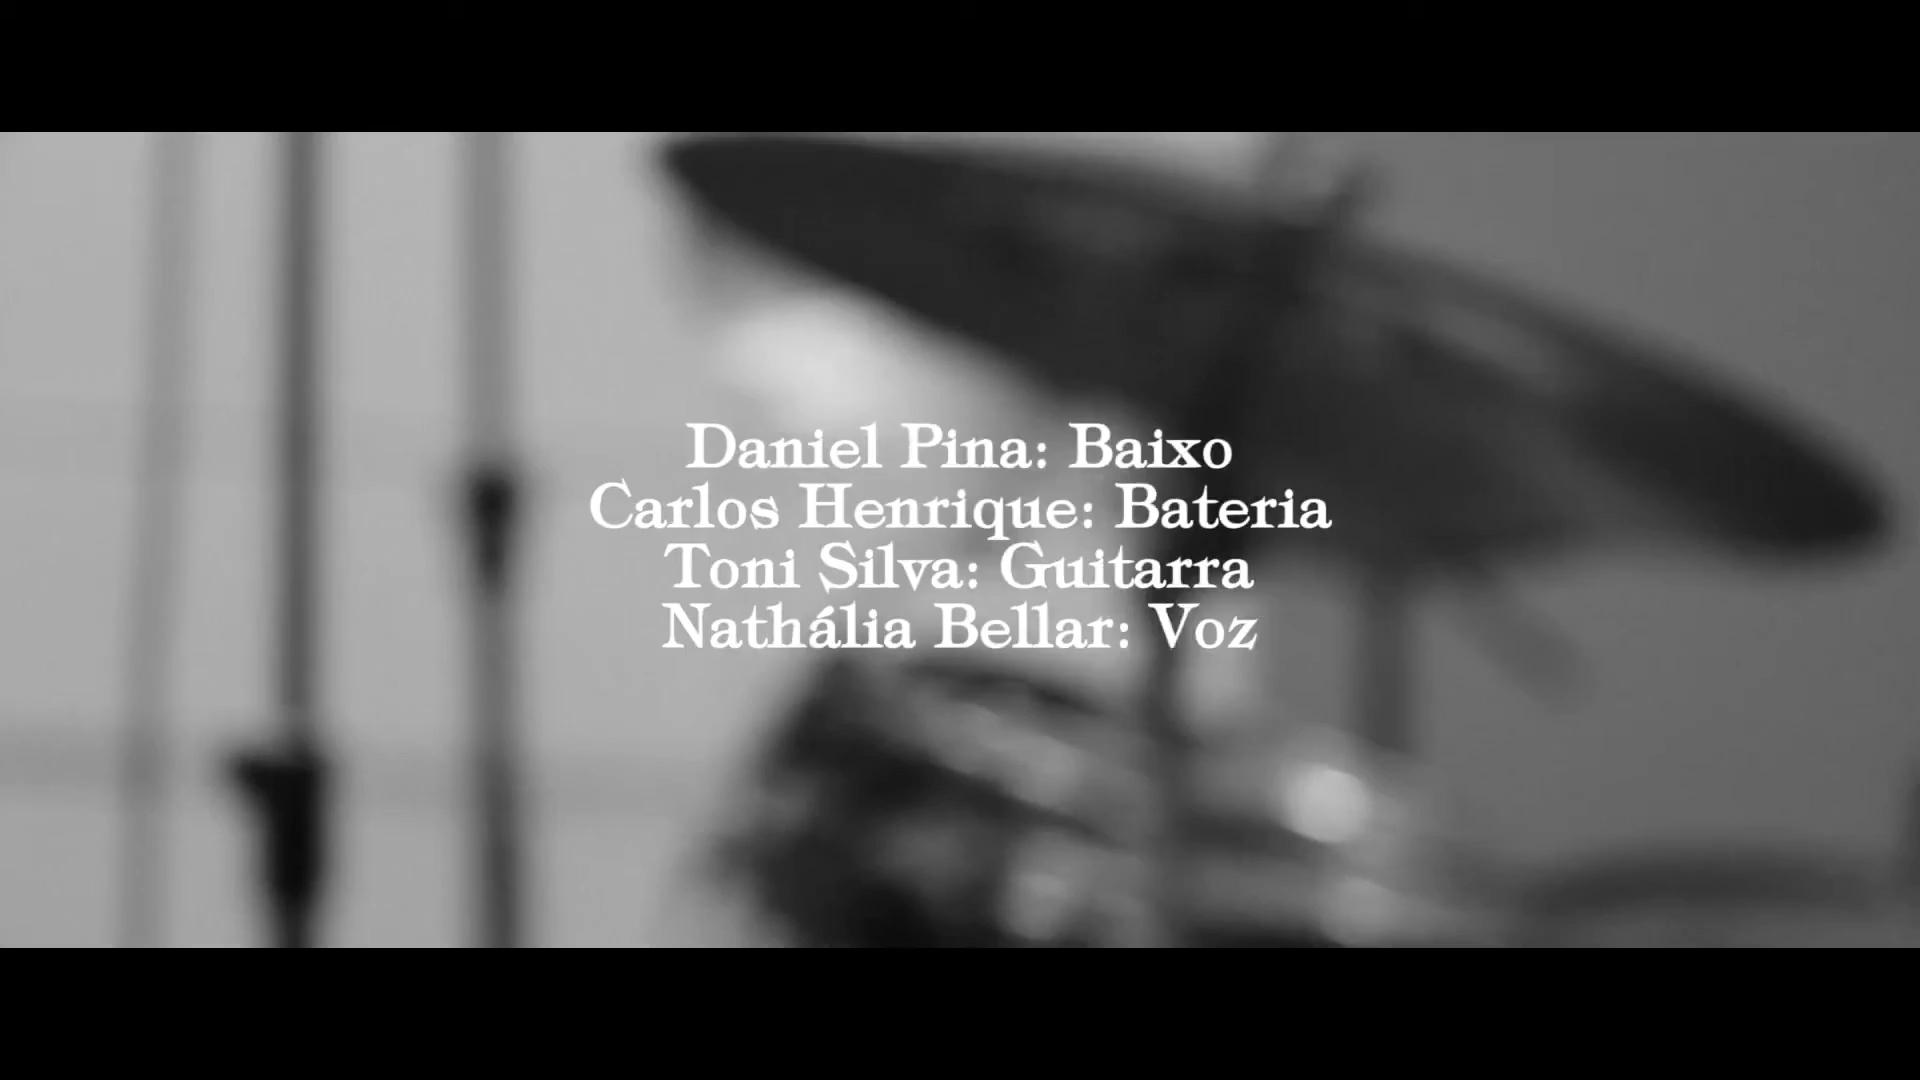 Daniel Pina: Baixo
Carlos Henrique: Bateria
Toni Silva: Guitarra
Nathália Bellar: Voz